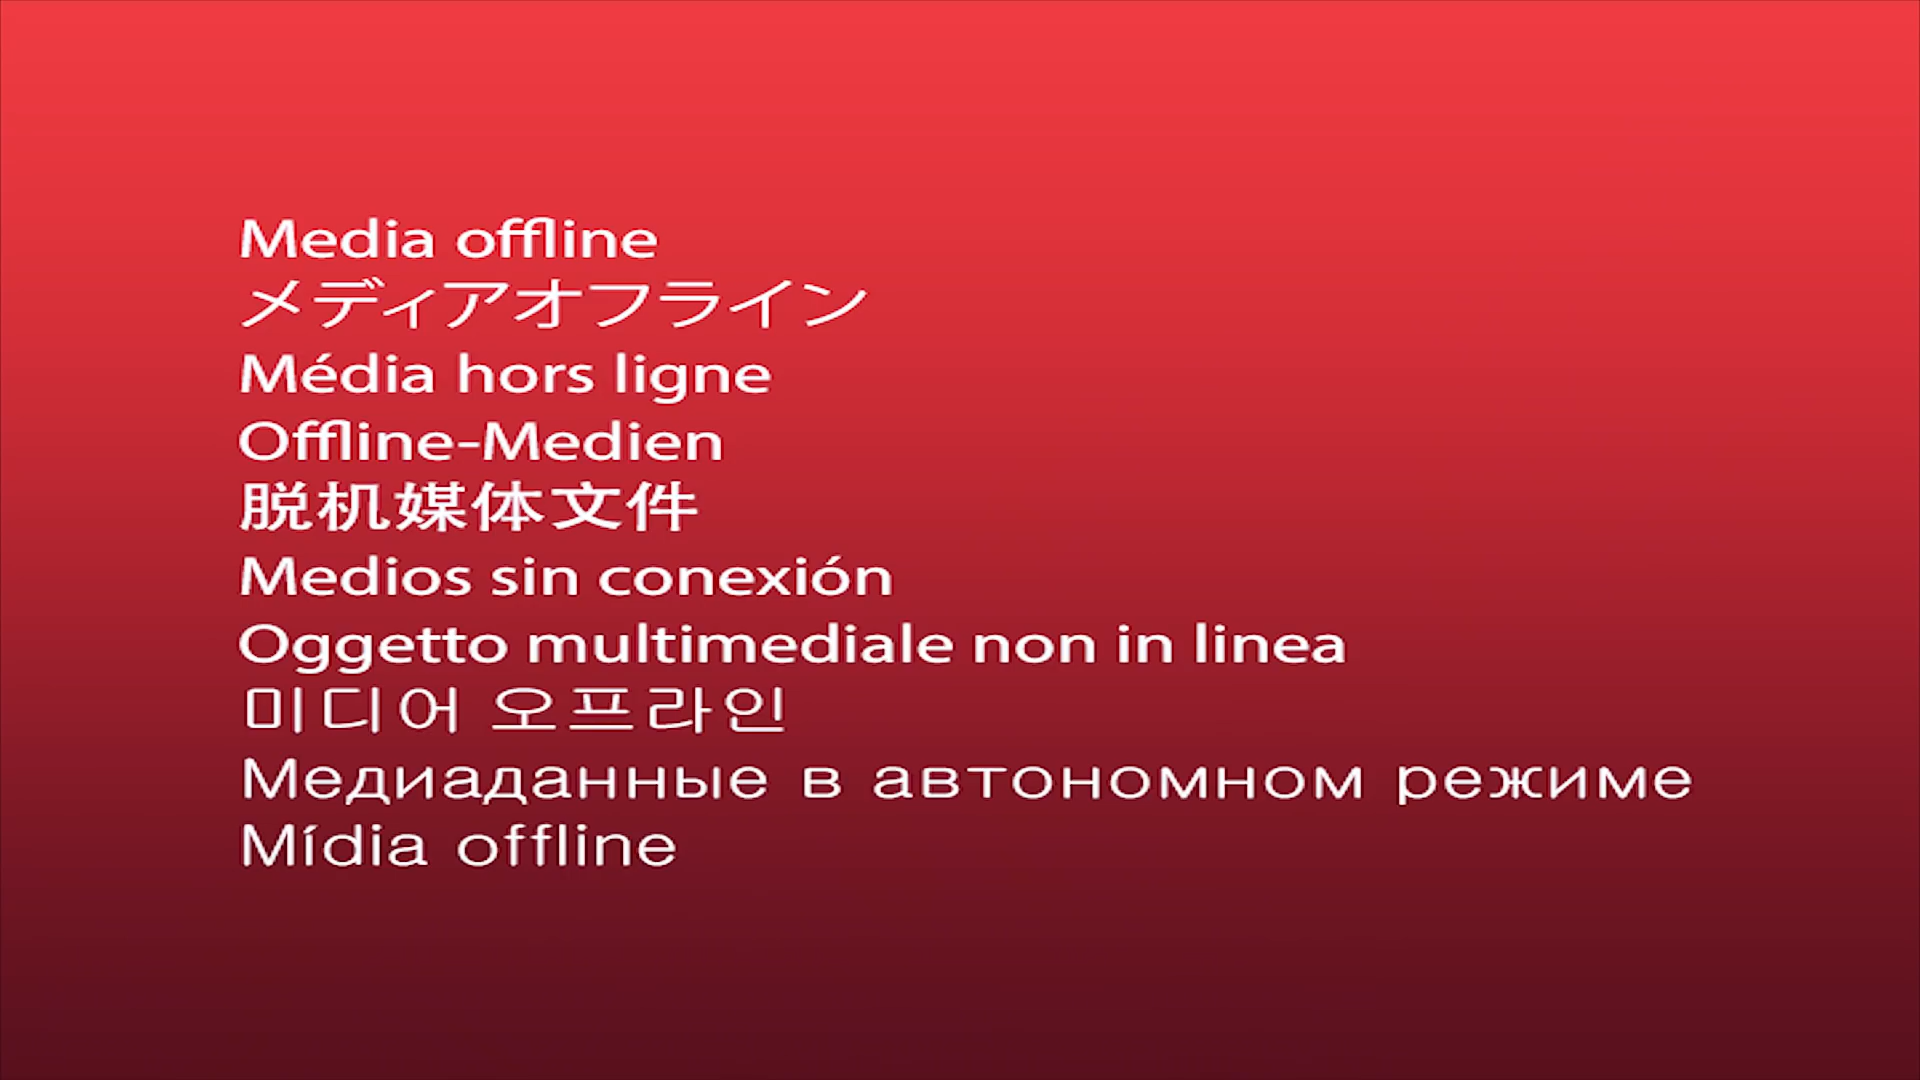 Media offline
メディアオフライン
Média hors ligne
Offline-Medien
脱机媒体文件
Medios sin conexión
Oggetto multimediale non in linea
미디어 오프라인
Медиаданные в автономном режиме
Mídia offline